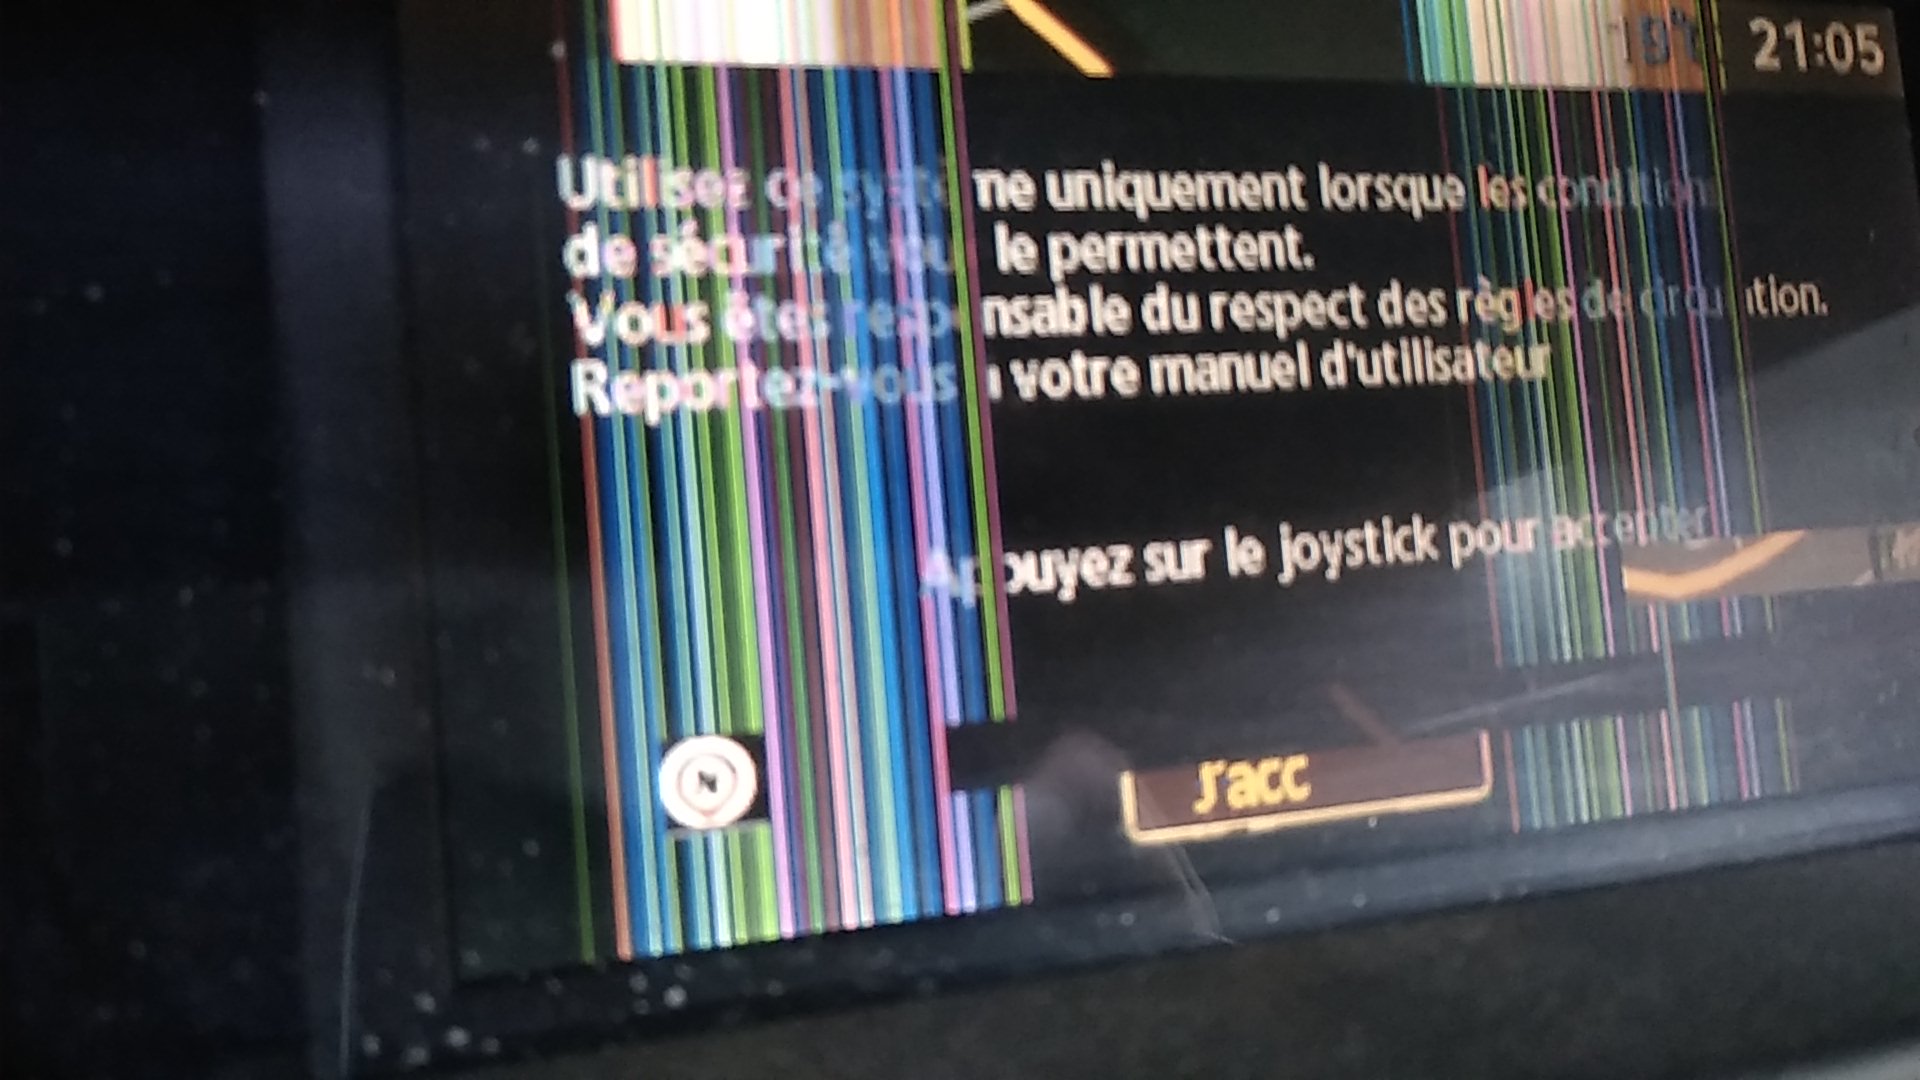 19°C 21:05
Utilisez ce système uniquement lorsque les conditions
de sécurité vous le permettent.
Vous êtes responsable du respect des règles de circulation.
Reportez-vous à votre manuel d'utilisateur
Appuyez sur le joystick pour accepter
N
J'acc